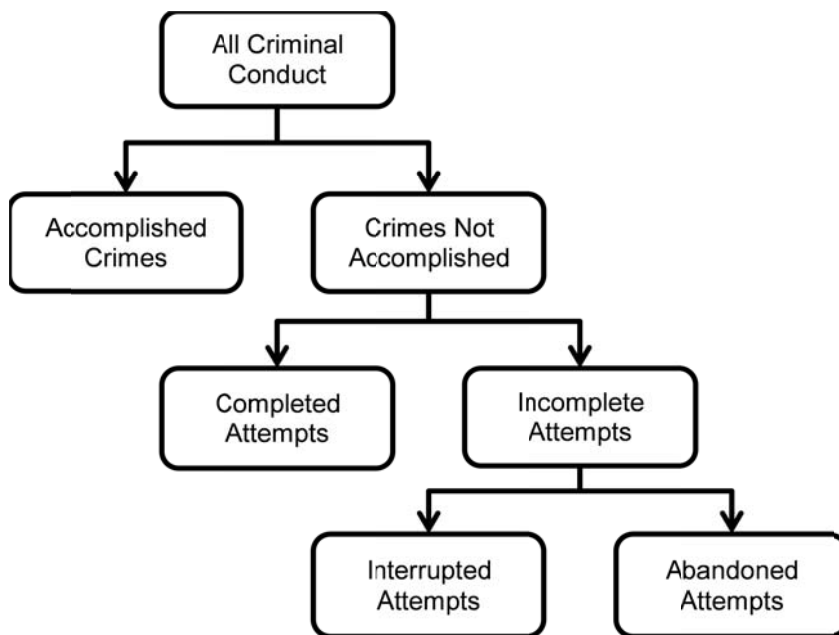 All Criminal
Conduct
Accomplished
Crimes
Crimes Not
Accomplished
Completed
Attempts
Incomplete
Attempts
Interrupted
Attempts
Abandoned
Attempts